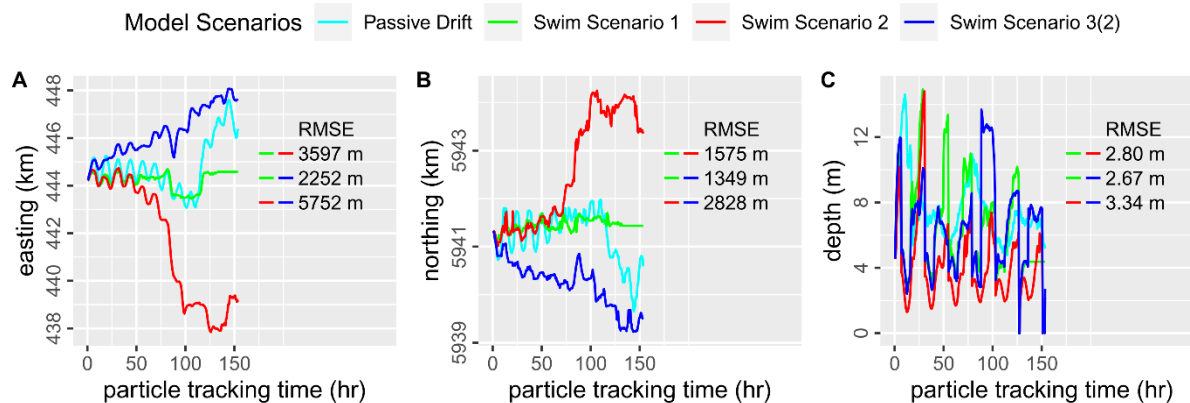 Model Scenarios Passive Drift Swim Scenario 1 Swim Scenario 2 Swim Scenario 3(2)
A
easting (km)
448
446
444
442
440
438
RMSE
3597 m
2252 m
5752 m
0 50 100 150
particle tracking time (hr)
B
northing (km)
5943
5941
5939
RMSE
1575 m
1349 m
2828 m
0 50 100 150
particle tracking time (hr)
C
depth (m)
12
8
4
0
RMSE
2.80 m
2.67 m
3.34 m
0 50 100 150
particle tracking time (hr)